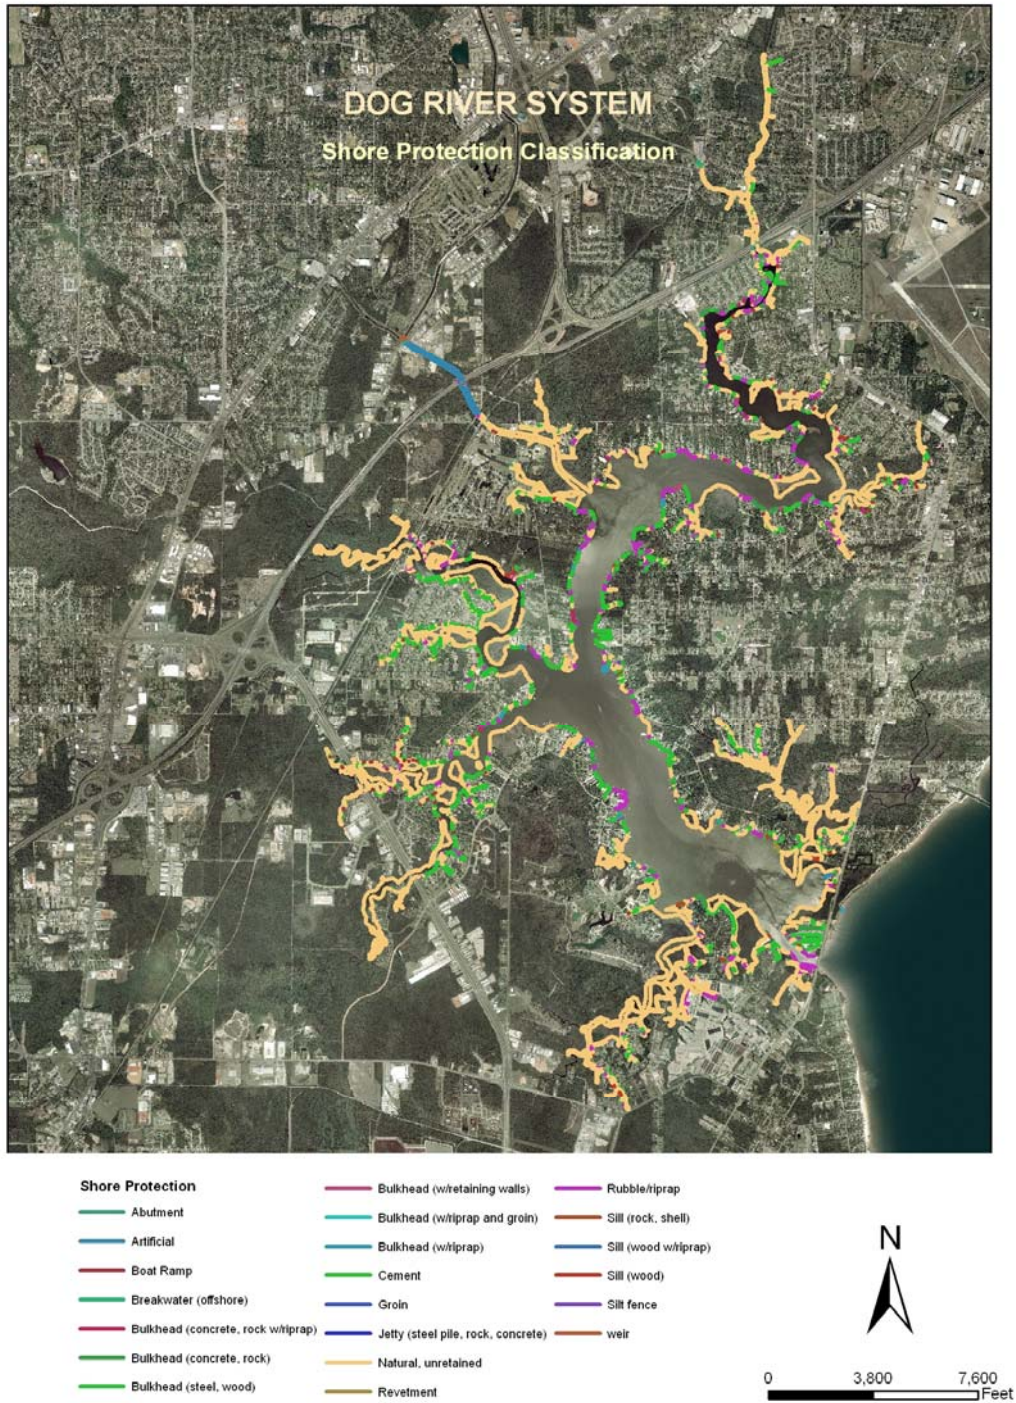 DOG RIVER SYSTEM
Shore Protection Classification
Shore Protection
Abutment
Artificial
Boat Ramp
Breakwater (offshore)
Bulkhead (concrete, rock w/riprap)
Bulkhead (concrete, rock)
Bulkhead (steel, wood)
Bulkhead (w/retaining walls)
Bulkhead (w/riprap and groin)
Bulkhead (w/riprap)
Cement
Groin
Jetty (steel pile, rock, concrete)
Natural, unretained
Revetment
Rubble/riprap
Sill (rock, shell)
Sill (wood w/riprap)
Sill (wood)
Silt fence
weir
N
0 3,800 7,600
Feet